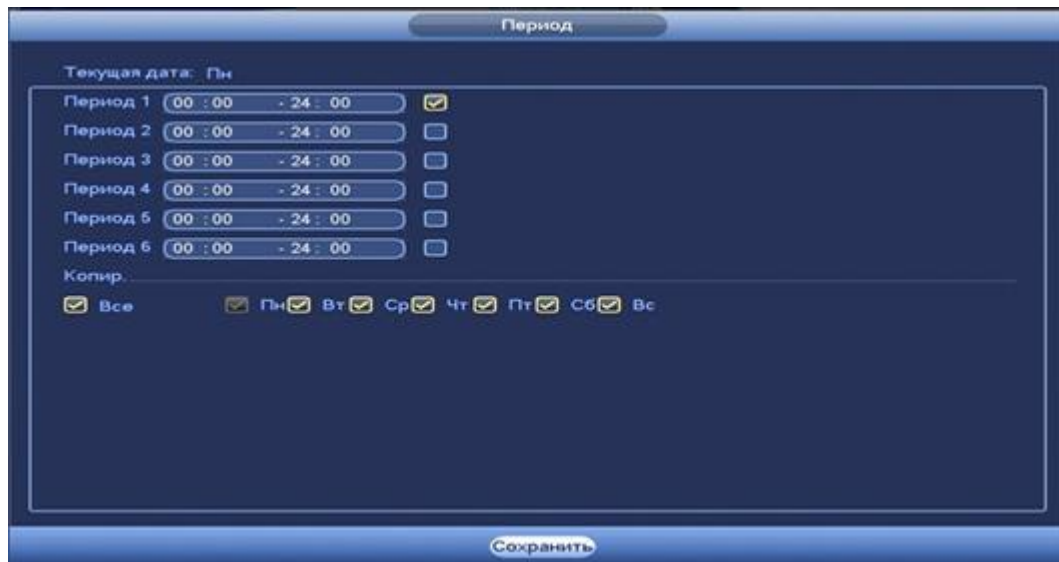 Период
Текущая дата: Пн
Период 1 00 :00 - 24 : 00
Период 2 00 :00 - 24 : 00
Период 3 00 :00 - 24 : 00
Период 4 00 :00 - 24 : 00
Период 5 00 :00 - 24 : 00
Период 6 00 :00 - 24 : 00
Копир.
Все Пн Вт Ср Чт Пт Сб Вс
Сохранить